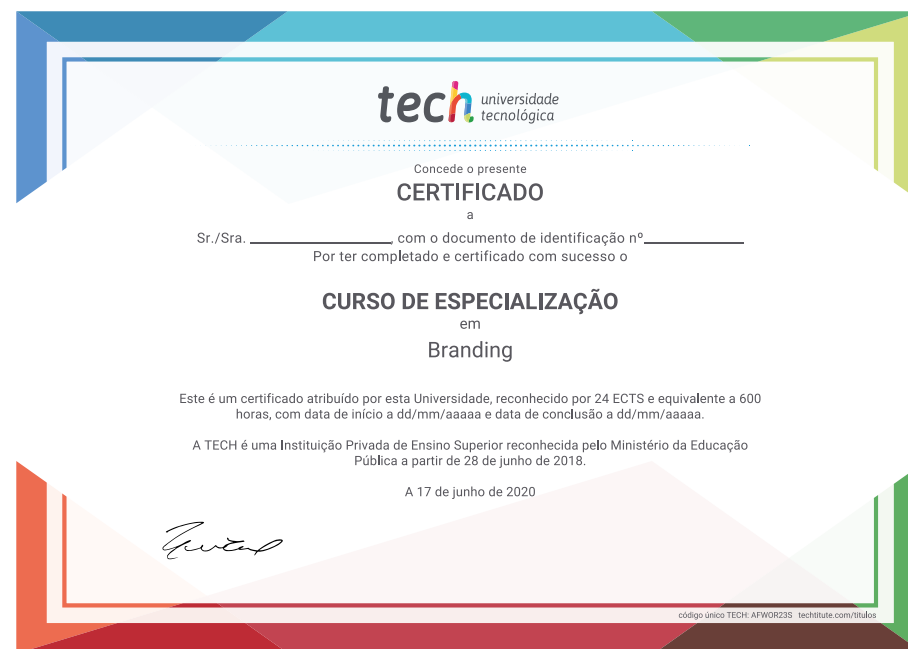 tech universidade
tecnológica
Concede o presente
CERTIFICADO
a
Sr./Sra. ____________, com o documento de identificação nº____________
Por ter completado e certificado com sucesso o
CURSO DE ESPECIALIZAÇÃO
em
Branding
Este é um certificado atribuído por esta Universidade, reconhecido por 24 ECTS e equivalente a 600
horas, com data de início a dd/mm/aaaaa e data de conclusão a dd/mm/aaaaa.
A TECH é uma Instituição Privada de Ensino Superior reconhecida pelo Ministério da Educação
Pública a partir de 28 de junho de 2018.
A 17 de junho de 2020
código único TECH: AFWOR23S techtitute.com/titulos